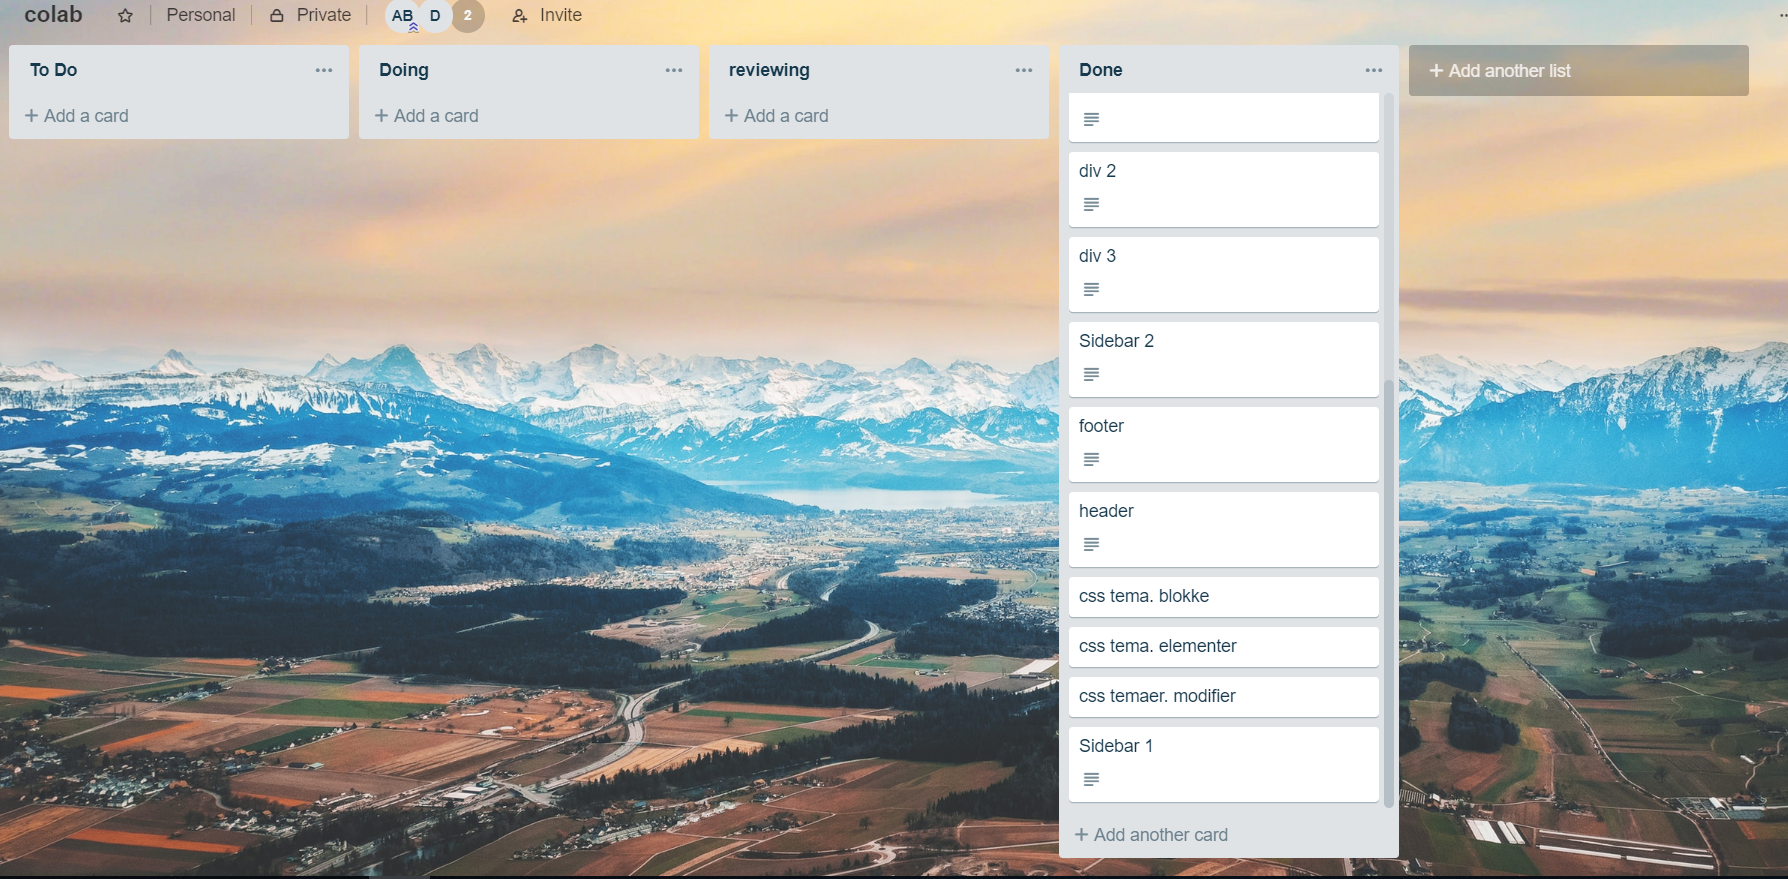 colab
Personal
Private
AB
D
2
Invite
To Do
+ Add a card
Doing
+ Add a card
reviewing
+ Add a card
Done
div 2
div 3
Sidebar 2
footer
header
css tema. blokke
css tema. elementer
css temaer. modifier
Sidebar 1
+ Add another card
+ Add another list